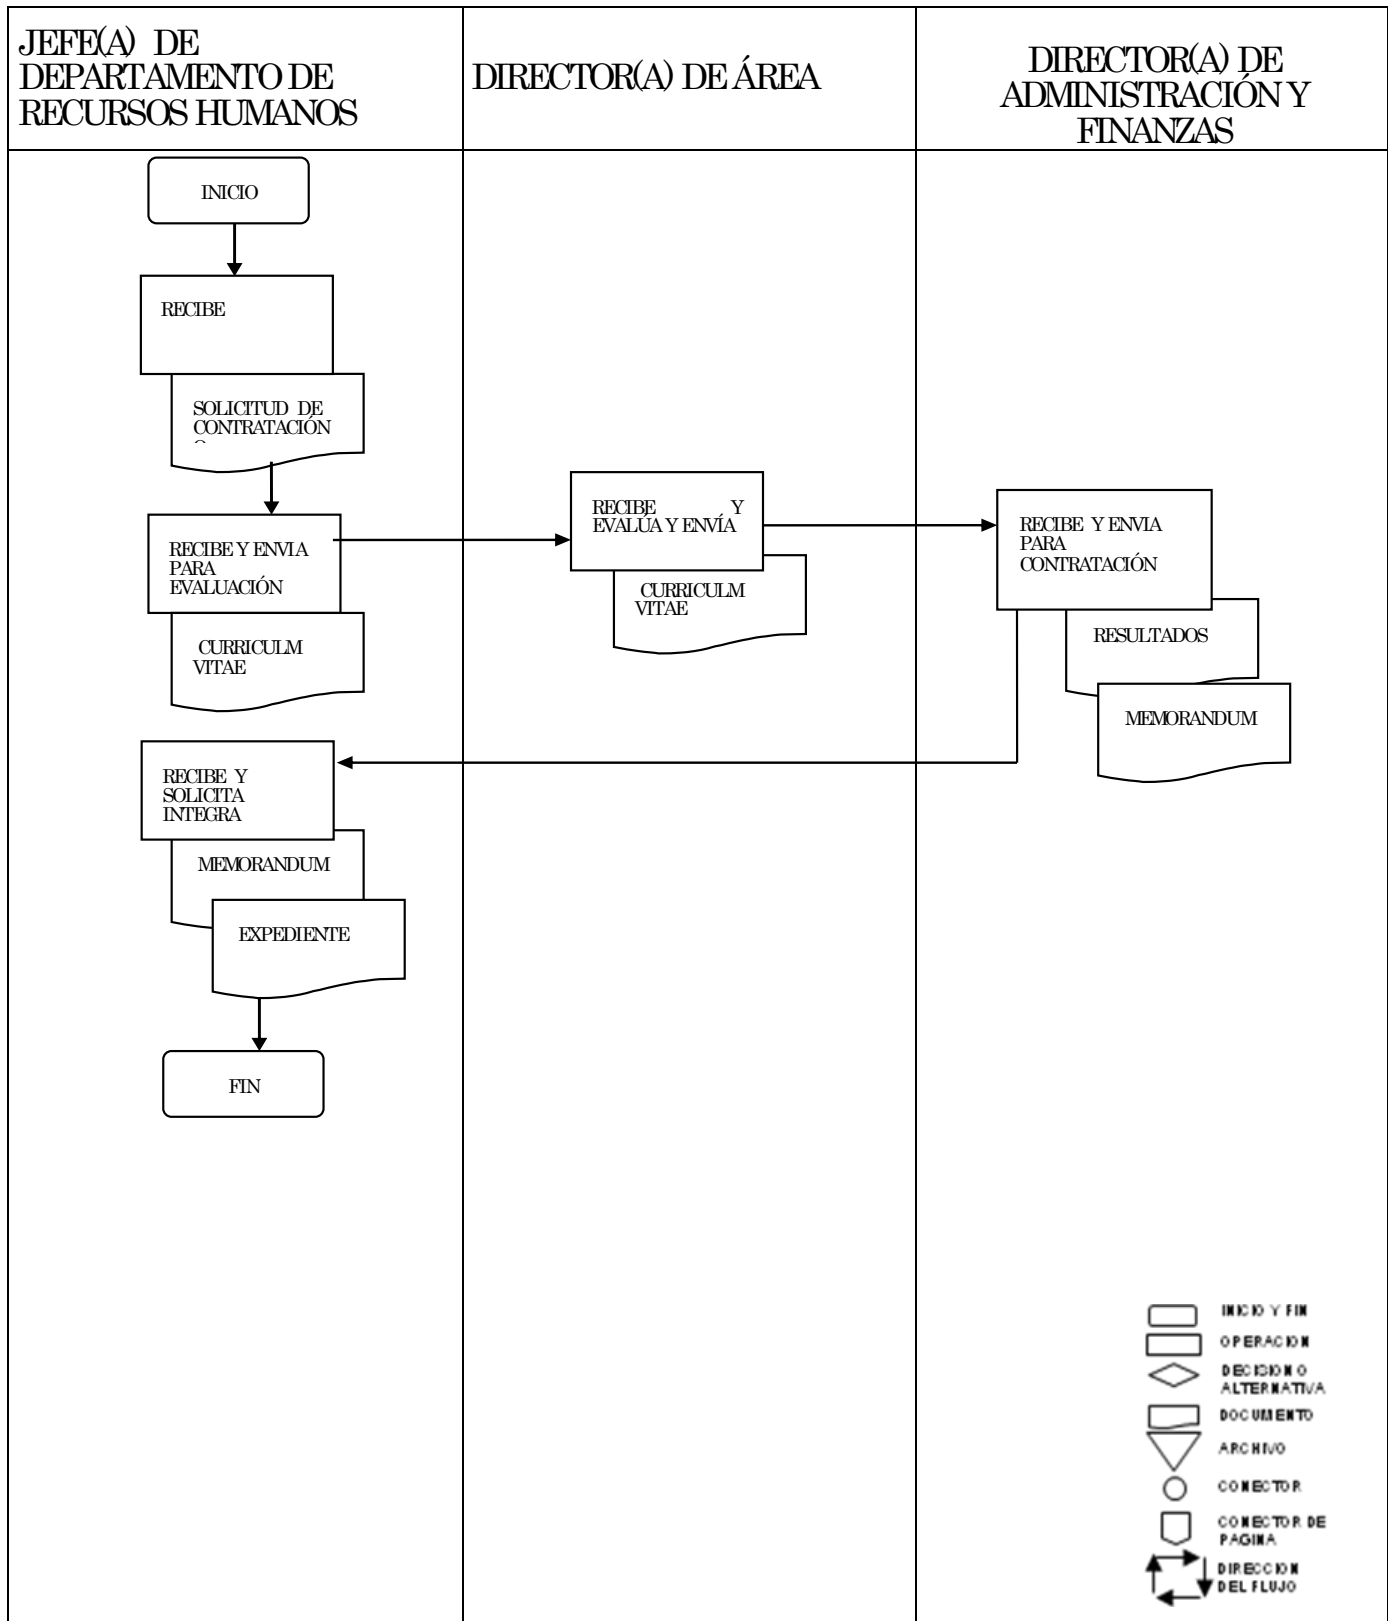 JEFE(A) DE
DEPARTAMENTO DE
RECURSOS HUMANOS
DIRECTOR(A) DE ÁREA
DIRECTOR(A) DE
ADMINISTRACIÓN Y
FINANZAS
INICIO
RECIBE
SOLICITUD DE
CONTRATACIÓN
RECIBE Y ENVIA
PARA
EVALUACIÓN
CURRICULM
VITAE
RECIBE Y
EVALÚA Y ENVÍA
CURRICULM
VITAE
RECIBE Y ENVIA
PARA
CONTRATACIÓN
RESULTADOS
MEMORANDUM
RECIBE Y
SOLICITA
INTEGRA
MEMORANDUM
EXPEDIENTE
FIN
INICIO Y FIN
OPERACION
DECISION O
ALTERNATIVA
DOCUMENTO
ARCHIVO
CONECTOR
CONECTOR DE
PAGINA
DIRECCION
DEL FLUJO